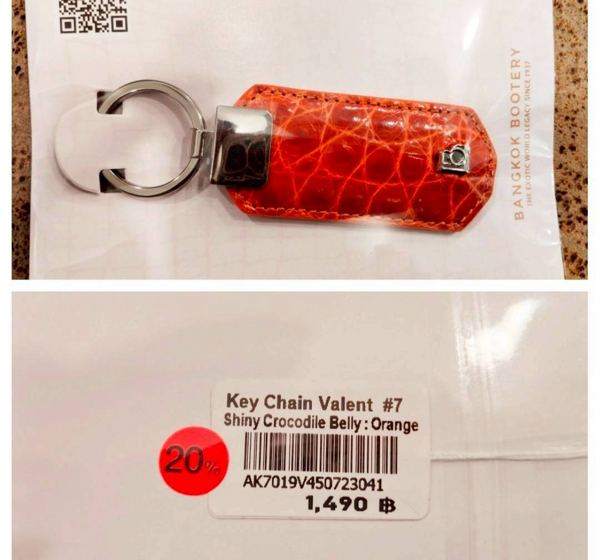 BANGKOK BOOTERY
THE EXOTIC WORLD LEGACY SINCE 1937
Key Chain Valent #7
Shiny Crocodile Belly : Orange
20%
AK7019V450723041
1,490 ฿